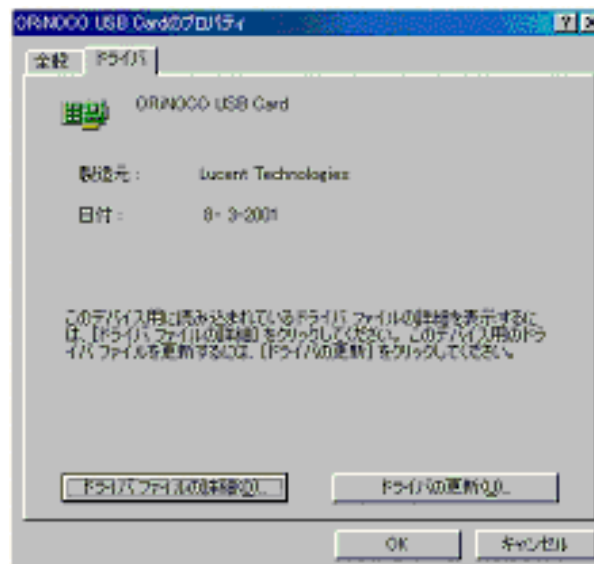 ORiNOCO USB Cardのプロパティ
全般
ドライバ
ORiNOCO USB Card
製造元： Lucent Technologies
日付： 8- 3-2001
このデバイス用に読み込まれているドライバ ファイルの詳細を表示するに
は、[ドライバ ファイルの詳細] をクリックしてください。 このデバイス用のドラ
イバ ファイルを更新するには、[ドライバの更新] をクリックしてください。
ドライバ ファイルの詳細(D)...
ドライバの更新(U)...
OK
キャンセル